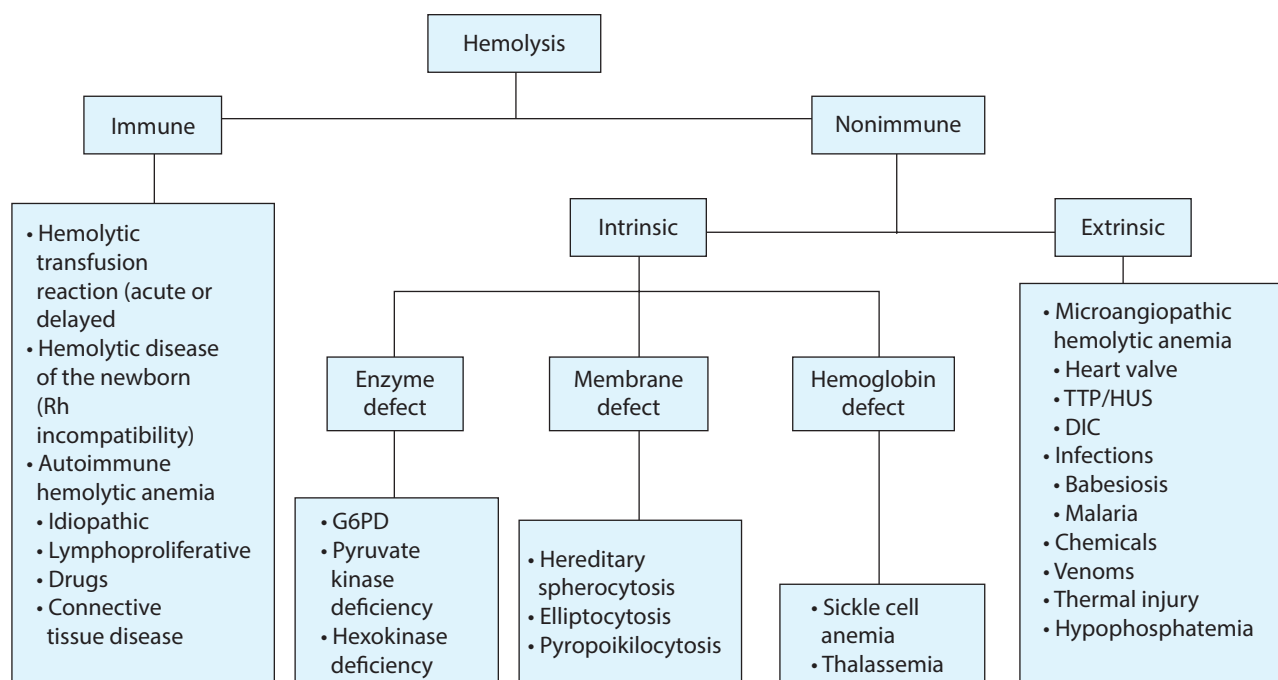 Hemolysis
Immune
Nonimmune
• Hemolytic
transfusion
reaction (acute or
delayed
• Hemolytic disease
of the newborn
(Rh
incompatibility)
• Autoimmune
hemolytic anemia
• Idiopathic
• Lymphoproliferative
• Drugs
• Connective
tissue disease
Intrinsic
Extrinsic
Enzyme
defect
Membrane
defect
Hemoglobin
defect
• G6PD
• Pyruvate
kinase
deficiency
• Hexokinase
deficiency
• Hereditary
spherocytosis
• Elliptocytosis
• Pyropoikilocytosis
• Sickle cell
anemia
• Thalassemia
• Microangiopathic
hemolytic anemia
• Heart valve
• TTP/HUS
• DIC
• Infections
• Babesiosis
• Malaria
• Chemicals
• Venoms
• Thermal injury
• Hypophosphatemia